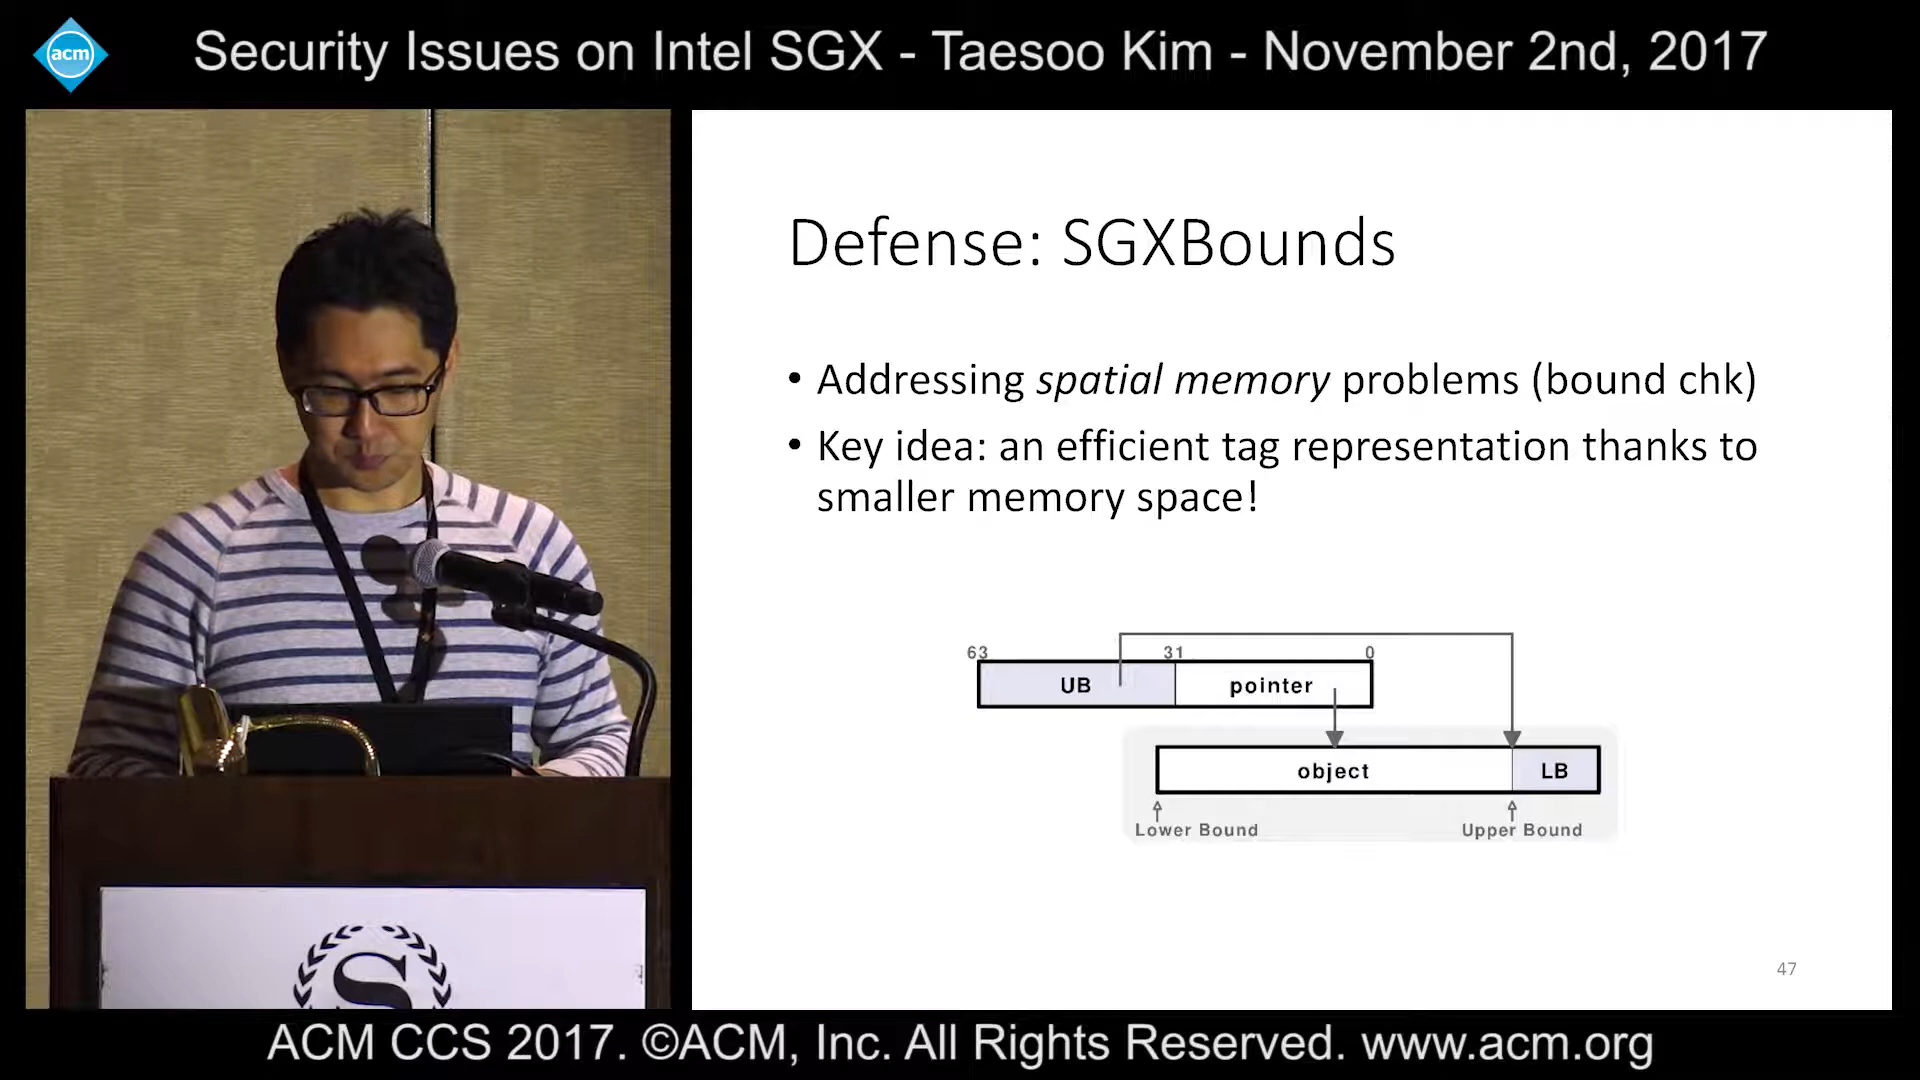 acm
Security Issues on Intel SGX - Taesoo Kim - November 2nd, 2017
Defense: SGXBounds
• Addressing spatial memory problems (bound chk)
• Key idea: an efficient tag representation thanks to
smaller memory space!
63 31 0
UB pointer
object LB
Lower Bound Upper Bound
47
S
ACM CCS 2017. ©ACM, Inc. All Rights Reserved. www.acm.org